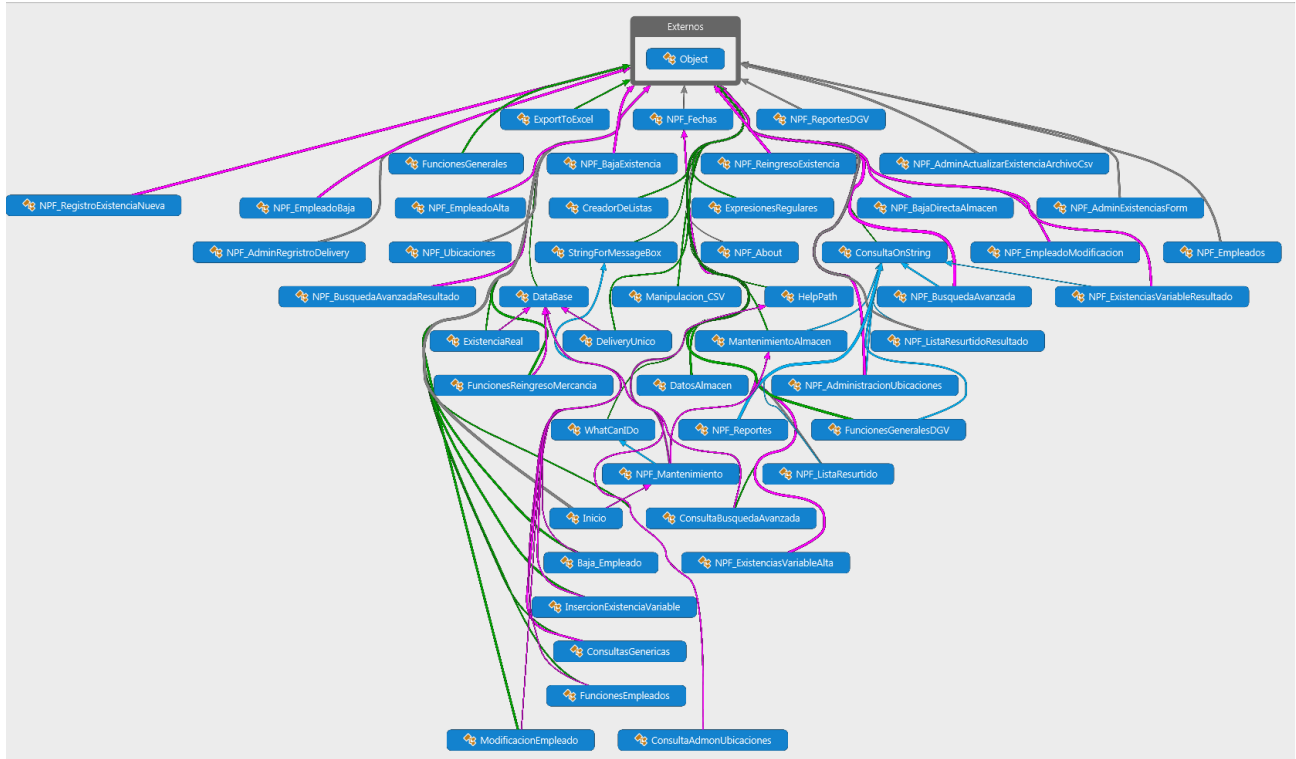 Externos
Object
ExportToExcel
NPF_Fechas
NPF_ReportesDGV
FuncionesGenerales
NPF_BajaExistencia
NPF_ReingresoExistencia
NPF_AdminActualizarExistenciaArchivoCsv
NPF_RegistroExistenciaNueva
NPF_EmpleadoBaja
NPF_EmpleadoAlta
CreadorDeListas
ExpresionesRegulares
NPF_BajaDirectaAlmacen
NPF_AdminExistenciasForm
NPF_AdminRegristroDelivery
NPF_Ubicaciones
StringForMessageBox
NPF_About
ConsultaOnString
NPF_EmpleadoModificacion
NPF_Empleados
NPF_BusquedaAvanzadaResultado
DataBase
Manipulacion_CSV
HelpPath
NPF_BusquedaAvanzada
NPF_ExistenciasVariableResultado
ExistenciaReal
DeliveryUnico
MantenimientoAlmacen
NPF_ListaResurtidoResultado
FuncionesReingresoMercancia
DatosAlmacen
NPF_AdministracionUbicaciones
WhatCanIDo
NPF_Reportes
FuncionesGeneralesDGV
NPF_Mantenimiento
NPF_ListaResurtido
Inicio
ConsultaBusquedaAvanzada
Baja_Empleado
NPF_ExistenciasVariableAlta
InsercionExistenciaVariable
ConsultasGenericas
FuncionesEmpleados
ModificacionEmpleado
ConsultaAdmonUbicaciones